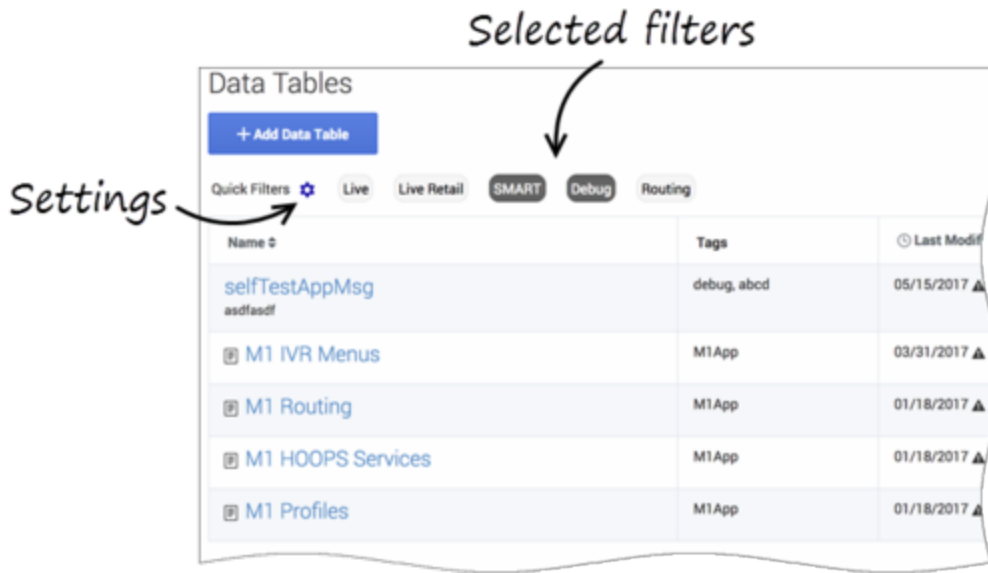 Selected filters
Data Tables
+ Add Data Table
Settings
Quick Filters Live Live Retail SMART Debug Routing
Name Tags Last Modif
selfTestAppMsg debug, abcd 05/15/2017
asdfasdf
M1 IVR Menus M1App 03/31/2017
M1 Routing M1App 01/18/2017
M1 HOOPS Services M1App 01/18/2017
M1 Profiles M1App 01/18/2017